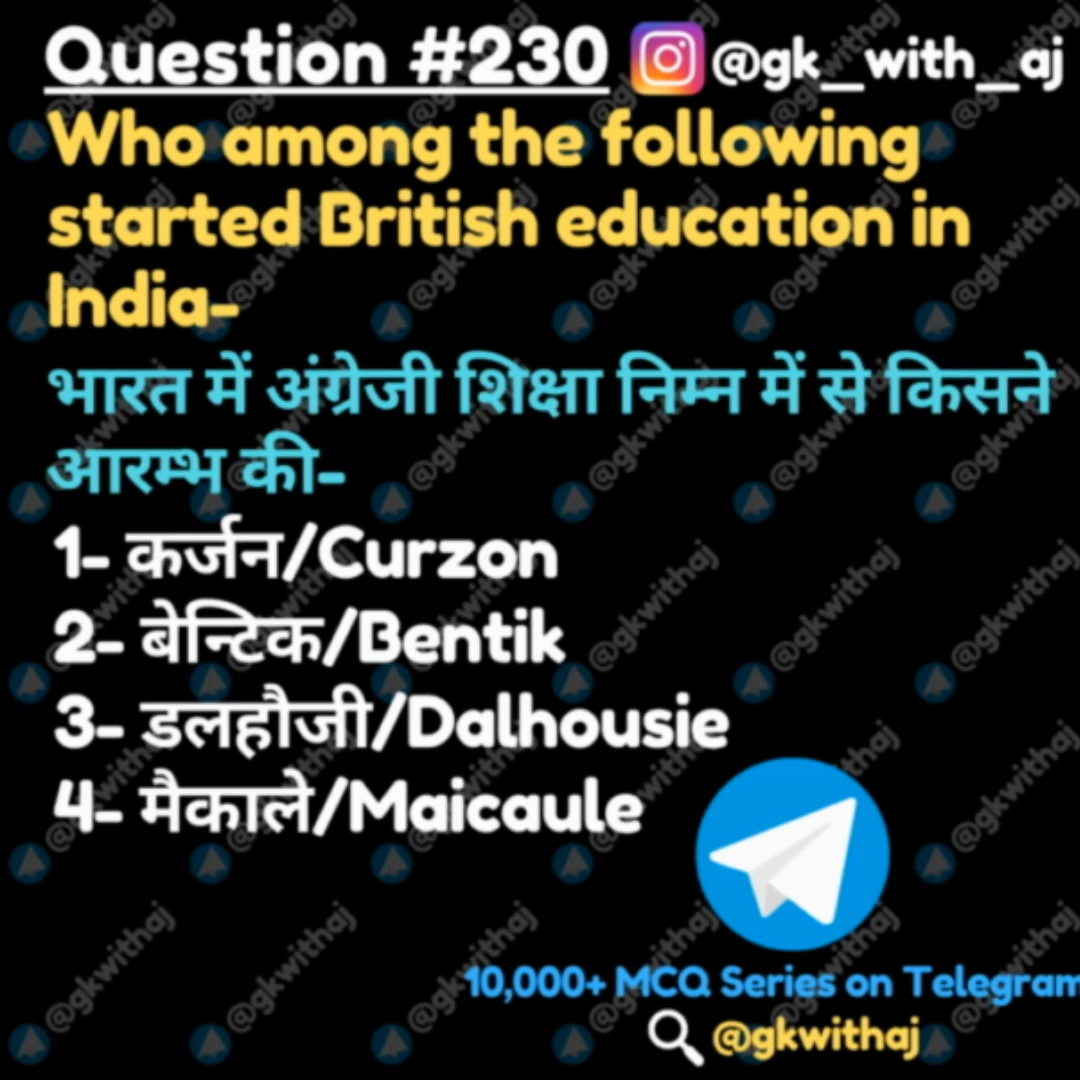 Question #230 @gk_with_aj
Who among the following
started British education in
India-
भारत में अंग्रेजी शिक्षा निम्न में से किसने
आरम्भ की-
1- कर्जन/Curzon
2- बेन्टिक/Bentik
3- डलहौजी/Dalhousie
4- मैकाले/Maicaule
10,000+ MCQ Series on Telegram
@gkwithaj